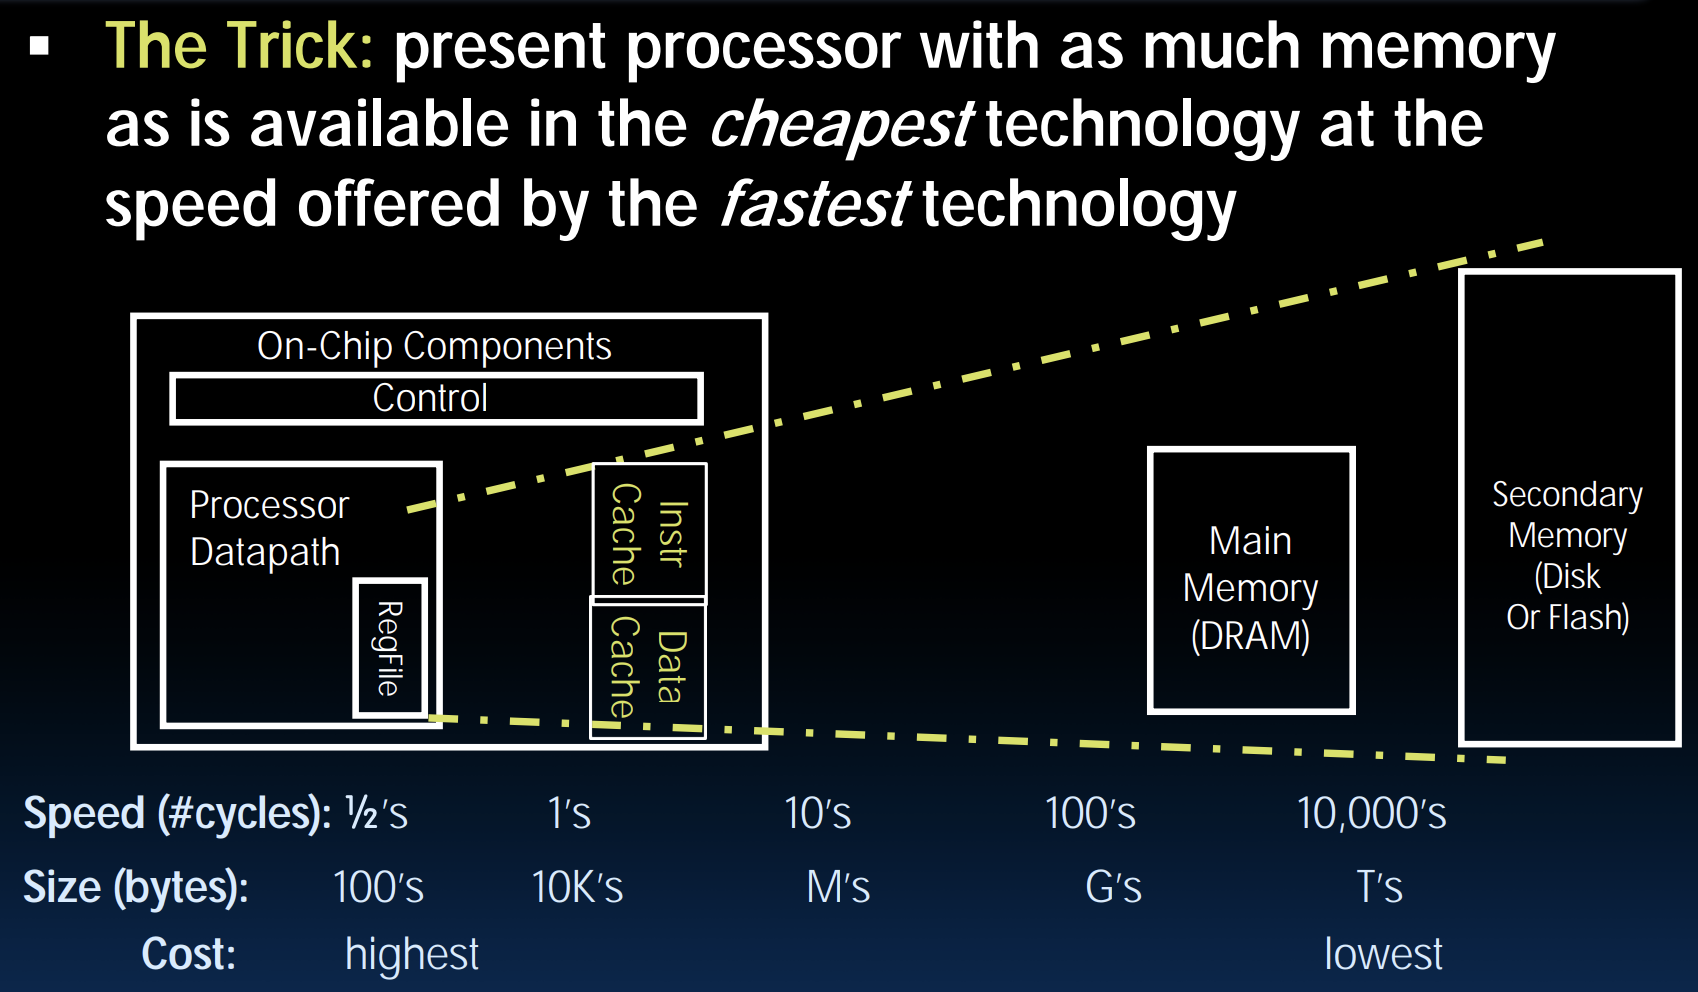 ▪ The Trick: present processor with as much memory
as is available in the cheapest technology at the
speed offered by the fastest technology
On-Chip Components
Control
Processor
Datapath
RegFile
Instr
Cache
Data
Cache
Main
Memory
(DRAM)
Secondary
Memory
(Disk
Or Flash)
Speed (#cycles): ½’s 1’s 10’s 100’s 10,000’s
Size (bytes): 100’s 10K’s M’s G’s T’s
Cost: highest lowest